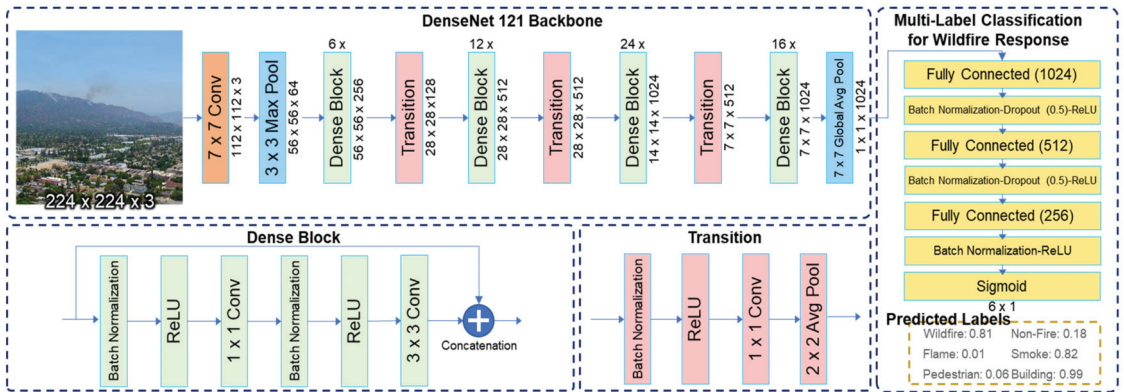 DenseNet 121 Backbone
224 x 224 x 3
7 x 7 Conv
112 x 112 x 3
3 x 3 Max Pool
56 x 56 x 64
6 x
Dense Block
56 x 56 x 256
Transition
28 x 28 x128
12 x
Dense Block
28 x 28 x 512
Transition
28 x 28 x 512
24 x
Dense Block
14 x 14 x 1024
Transition
7 x 7 x 512
16 x
Dense Block
7 x 7 x 1024
7 x 7 Global Avg Pool
1 x 1 x 1024
Multi-Label Classification
for Wildfire Response
Fully Connected (1024)
Batch Normalization-Dropout (0.5)-ReLU
Fully Connected (512)
Batch Normalization-Dropout (0.5)-ReLU
Fully Connected (256)
Batch Normalization-ReLU
Sigmoid
6 x 1
Predicted Labels
Wildfire: 0.81 Non-Fire: 0.18
Flame: 0.01 Smoke: 0.82
Pedestrian: 0.06 Building: 0.99
Dense Block
Batch Normalization
ReLU
1 x 1 Conv
Batch Normalization
ReLU
3 x 3 Conv
Concatenation
Transition
Batch Normalization
ReLU
1 x 1 Conv
2 x 2 Avg Pool